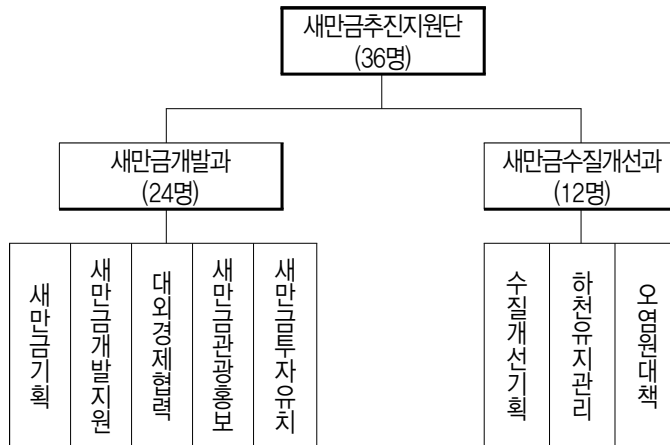 새만금추진지원단
(36명)
새만금개발과
(24명)
새만금수질개선과
(12명)
새만금기획
새만금개발지원
대외경제협력
새만금관광홍보
새만금투자유치
수질개선기획
하천유지관리
오염원대책